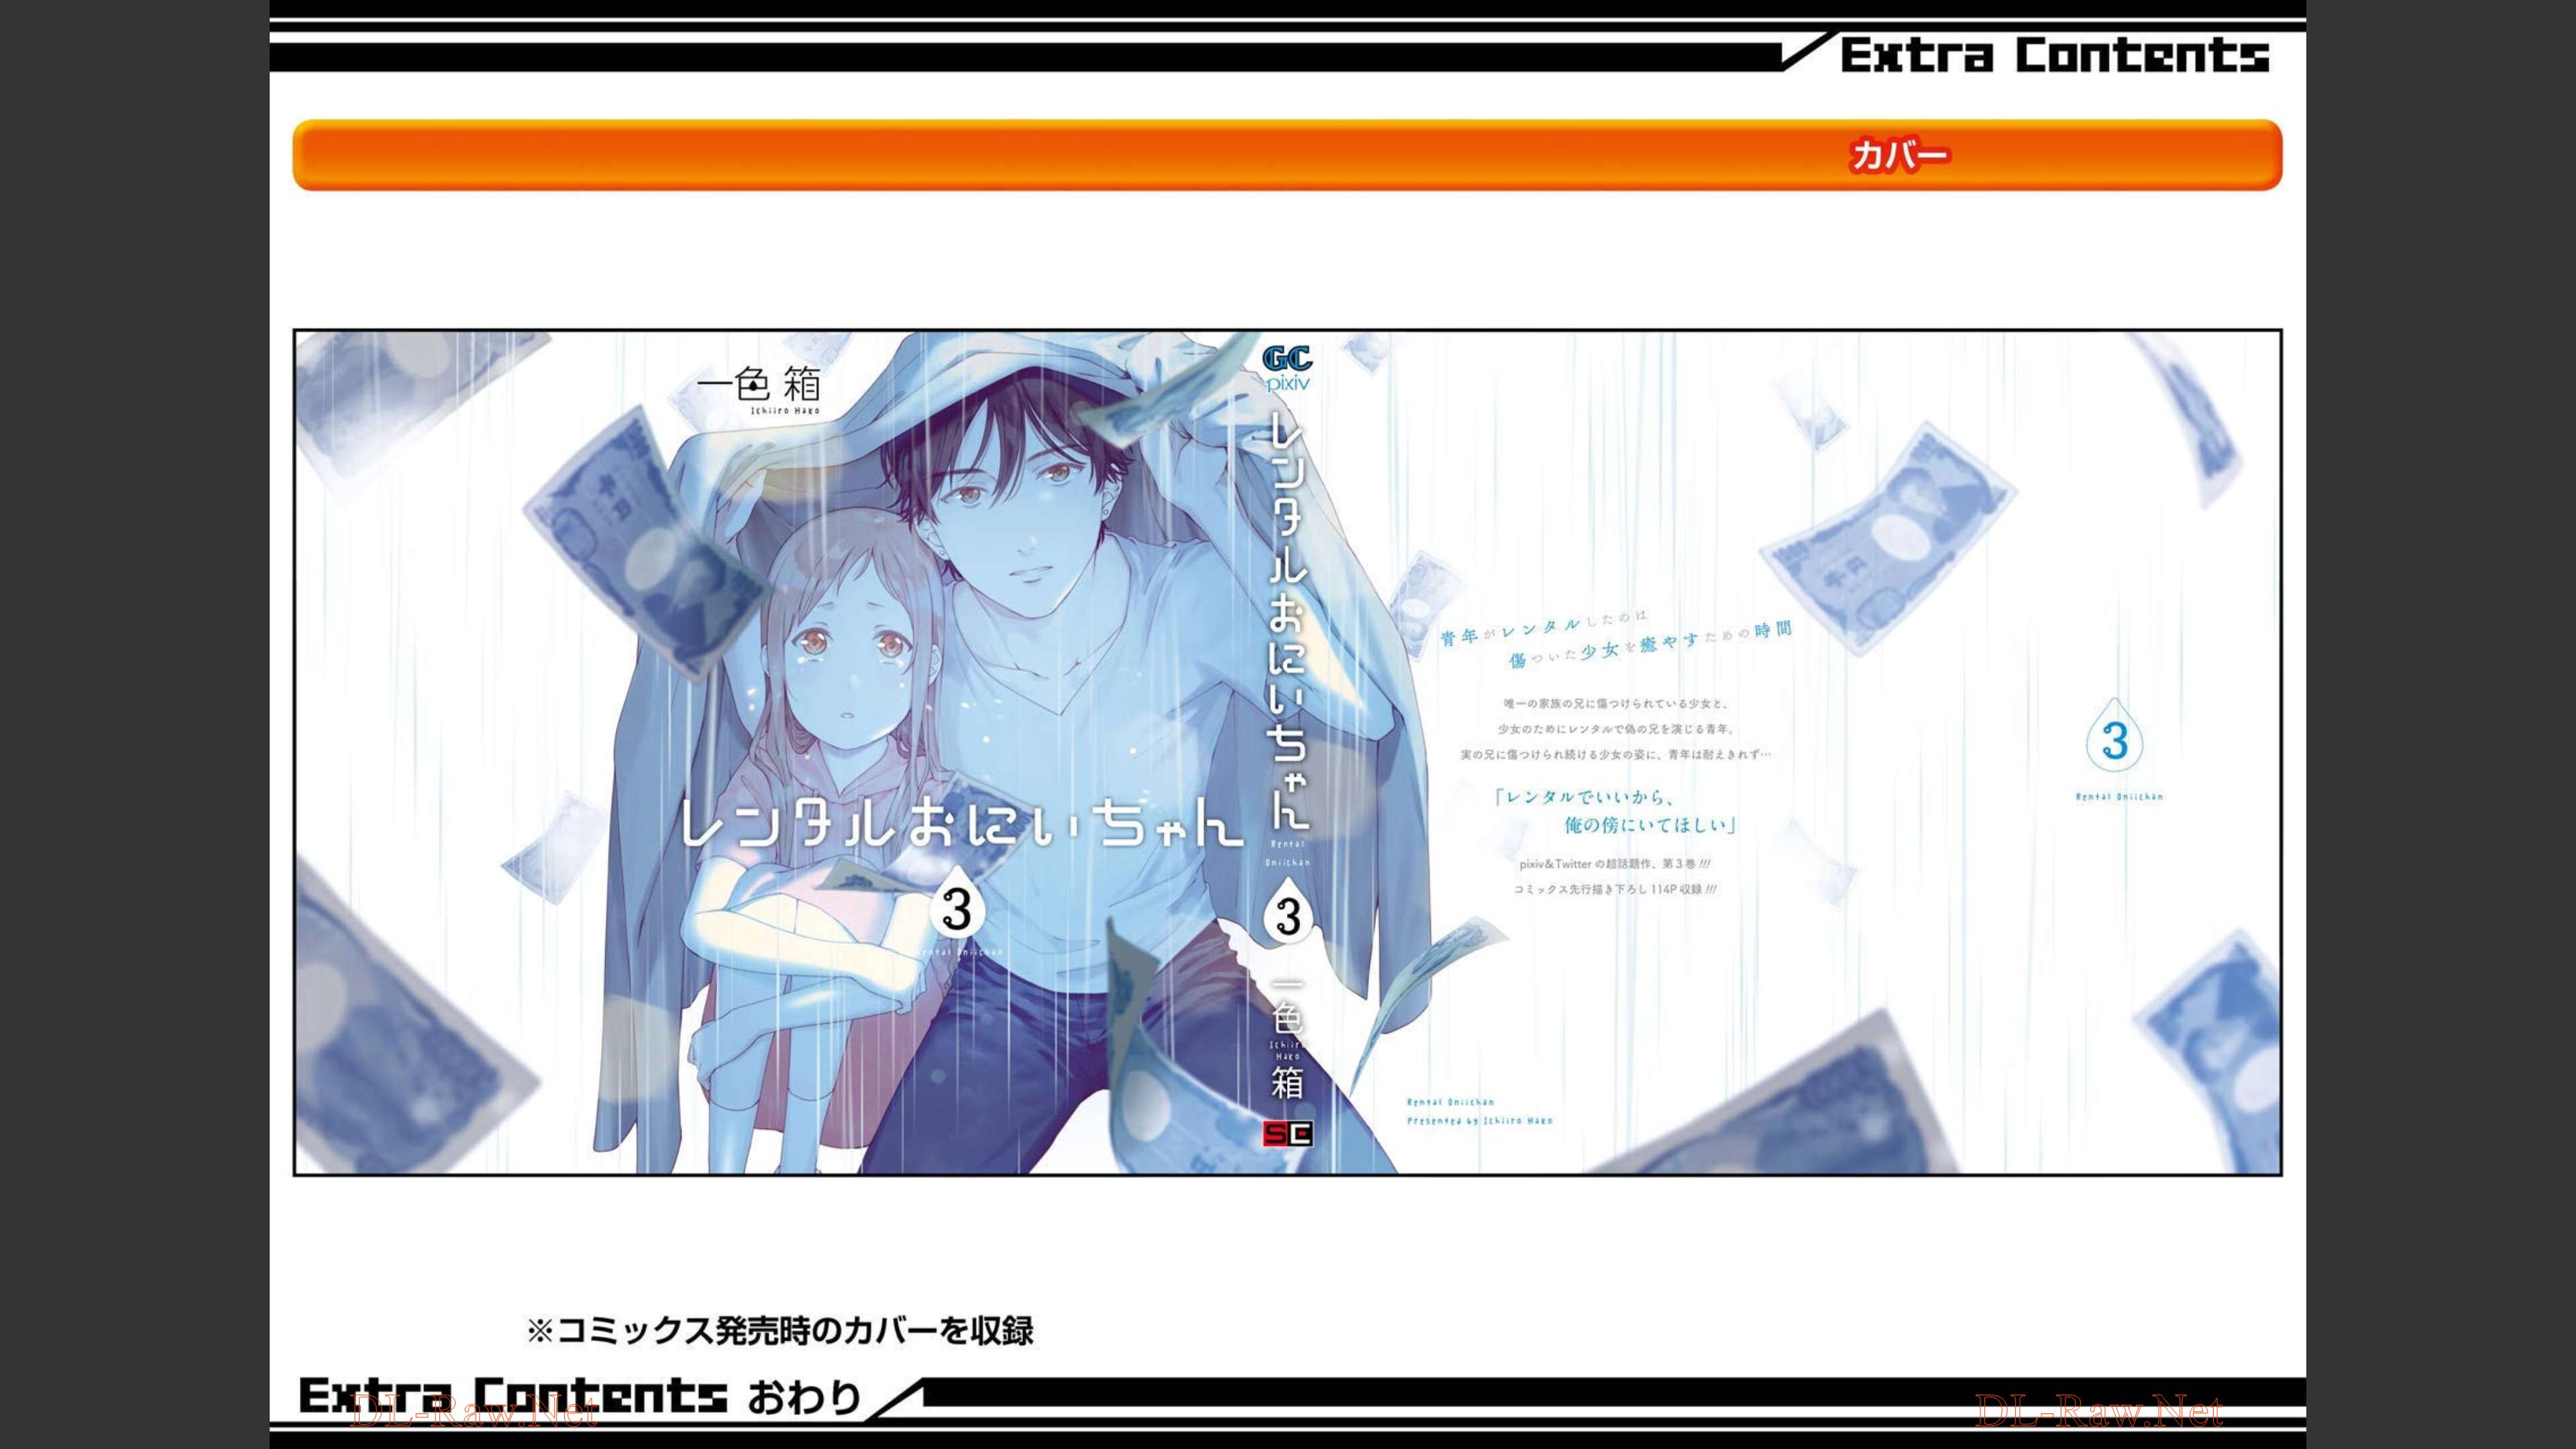 Extra Contents
カバー
一色 箱
Ichiiro Hako
レンタルおにいちゃん
3
Rental Oniichan
GC
pixiv
レンタルおにいちゃん
Rental
Oniichan
3
一色
Ichiiro
Hako
箱
SE
青年がレンタルしたのは
傷ついた少女を癒やすための時間
唯一の家族の兄に傷つけられている少女と、
少女のためにレンタルで偽の兄を演じる青年。
実の兄に傷つけられ続ける少女の姿に、青年は耐えきれず…
「レンタルでいいから、
俺の傍にいてほしい」
pixiv&Twitterの超話題作、第3巻!!!
コミックス先行描き下ろし114P収録!!!
Rental Oniichan
Presented by Ichiiro Hako
3
Rental Oniichan
千円
1000
千円
1000
※コミックス発売時のカバーを収録
Extra Contents おわり
DL-Raw.Net
DL-Raw.Net